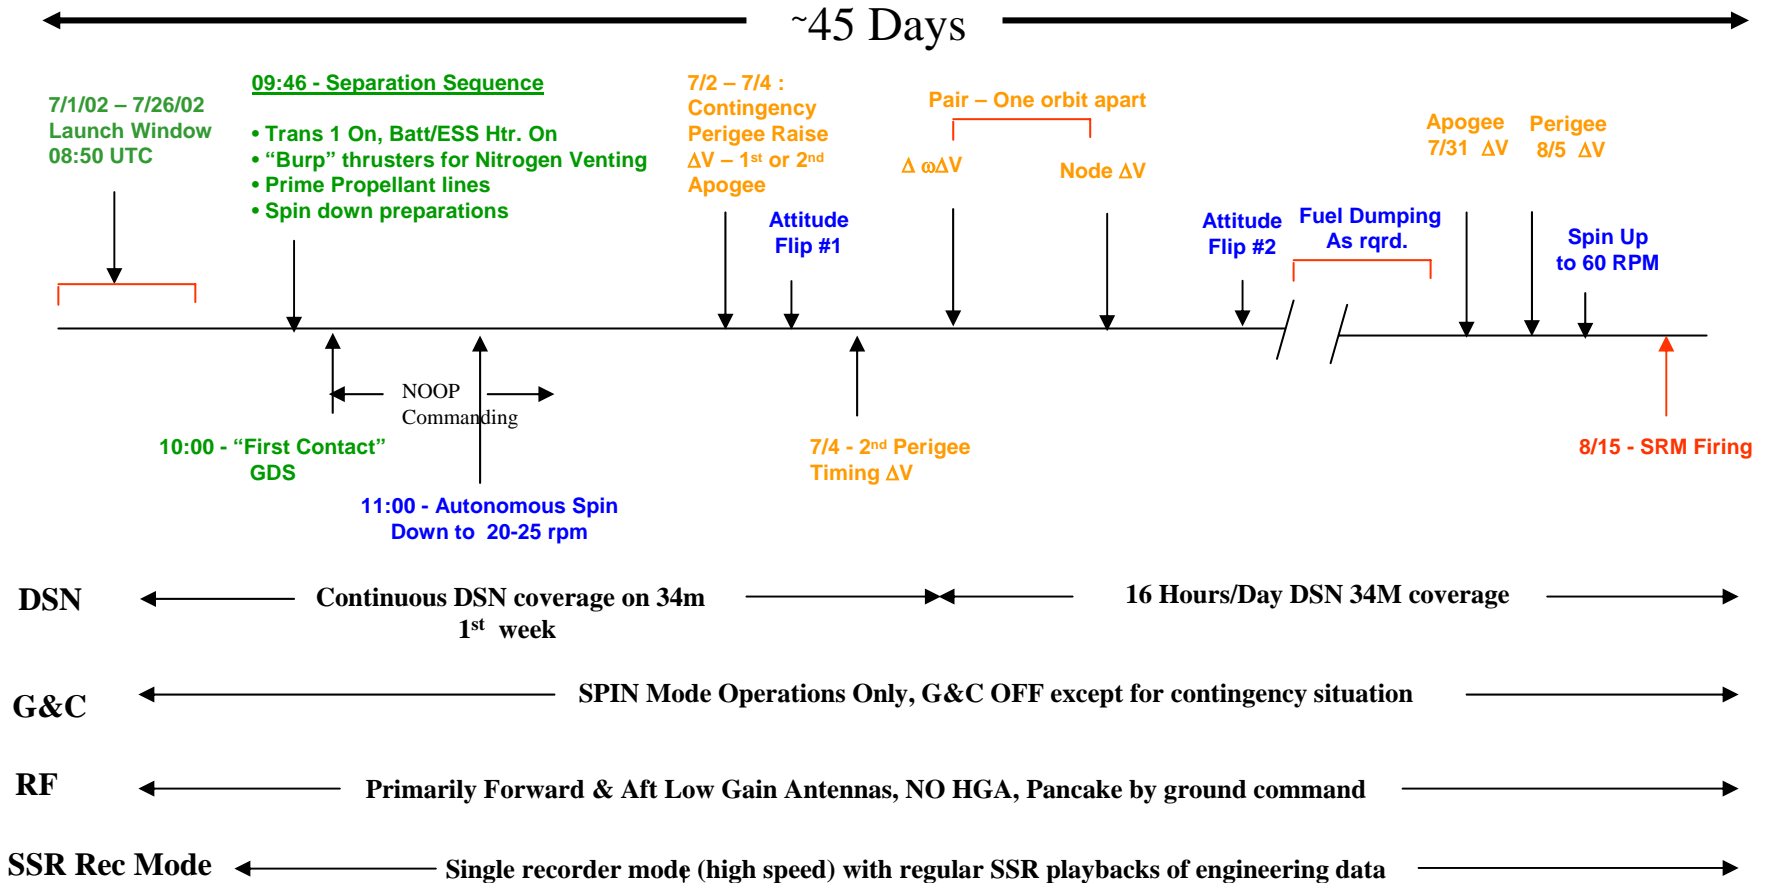 ~45 Days
7/1/02 – 7/26/02
Launch Window
08:50 UTC
09:46 - Separation Sequence
• Trans 1 On, Batt/ESS Htr. On
• “Burp” thrusters for Nitrogen Venting
• Prime Propellant lines
• Spin down preparations
7/2 – 7/4 :
Contingency
Perigee Raise
ΔV – 1st or 2nd
Apogee
Attitude
Flip #1
Pair – One orbit apart
Δ ωΔV
Node ΔV
Attitude
Flip #2
Fuel Dumping
As rqrd.
Apogee
7/31 ΔV
Perigee
8/5 ΔV
Spin Up
to 60 RPM
NOOP
Commanding
10:00 - “First Contact”
GDS
11:00 - Autonomous Spin
Down to 20-25 rpm
7/4 - 2nd Perigee
Timing ΔV
8/15 - SRM Firing
DSN
Continuous DSN coverage on 34m
1st week
16 Hours/Day DSN 34M coverage
G&C
SPIN Mode Operations Only, G&C OFF except for contingency situation
RF
Primarily Forward & Aft Low Gain Antennas, NO HGA, Pancake by ground command
SSR Rec Mode
Single recorder mode (high speed) with regular SSR playbacks of engineering data